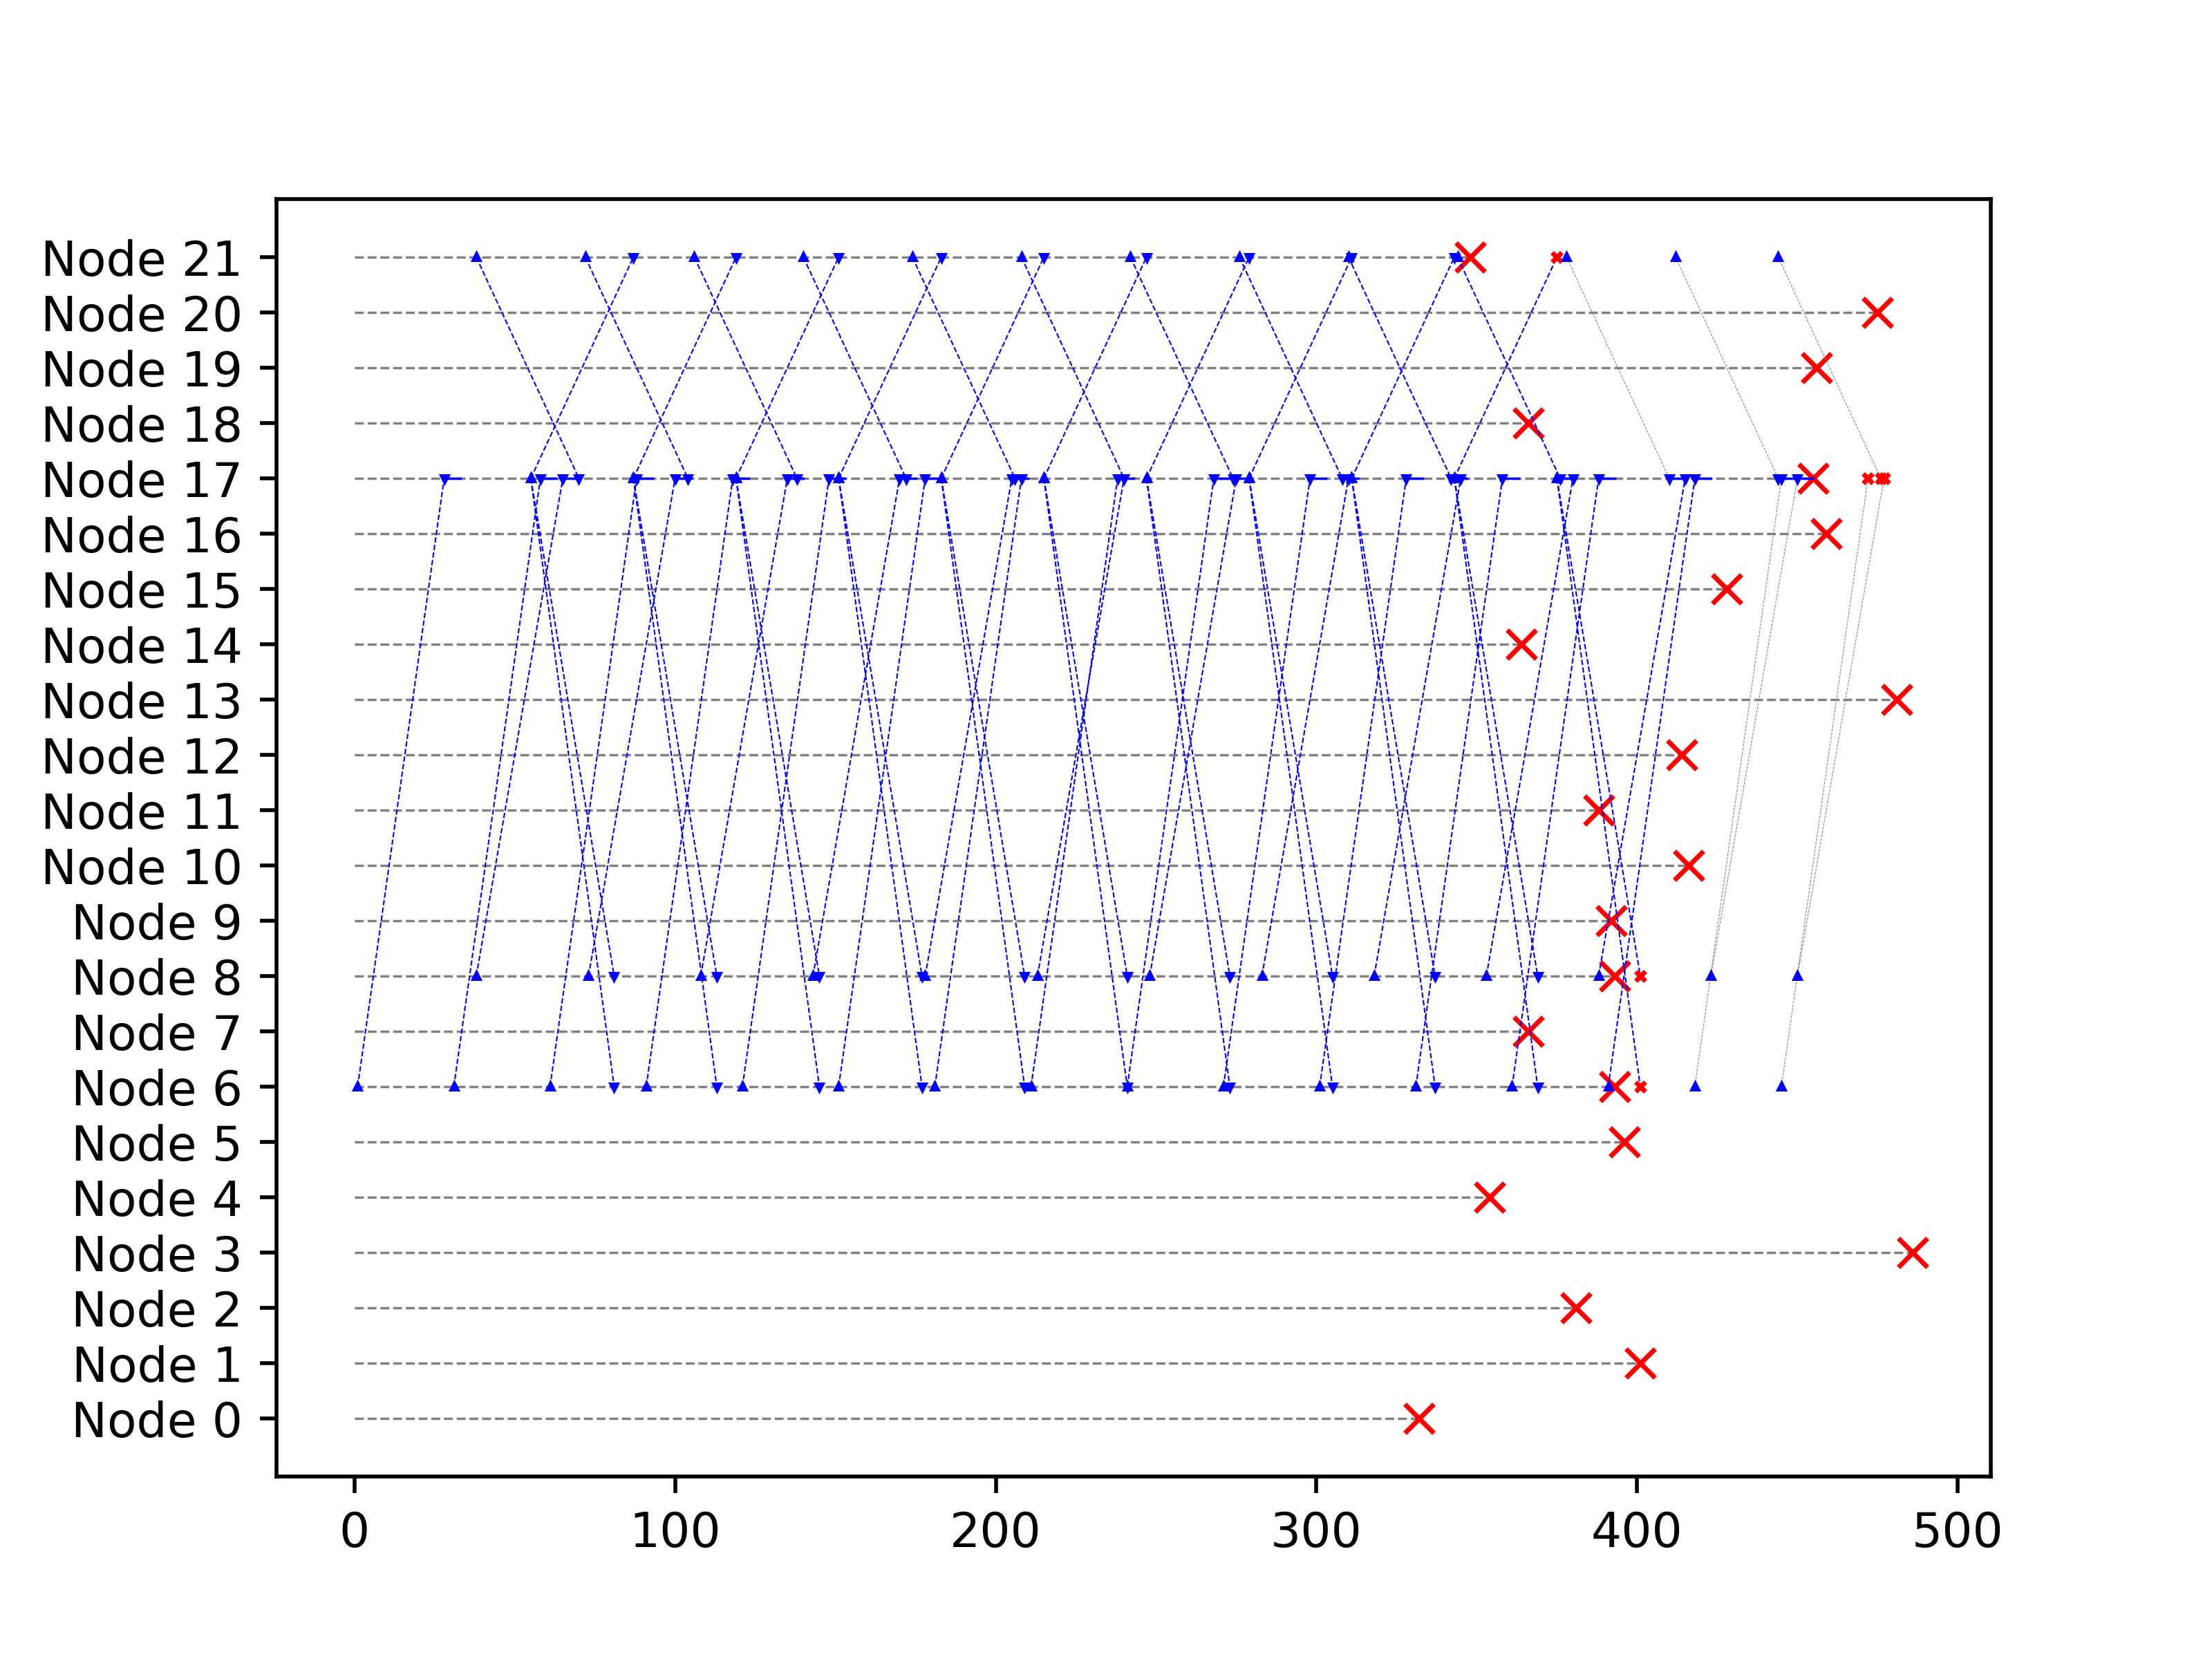 Node 21
Node 20
Node 19
Node 18
Node 17
Node 16
Node 15
Node 14
Node 13
Node 12
Node 11
Node 10
Node 9
Node 8
Node 7
Node 6
Node 5
Node 4
Node 3
Node 2
Node 1
Node 0
0 100 200 300 400 500